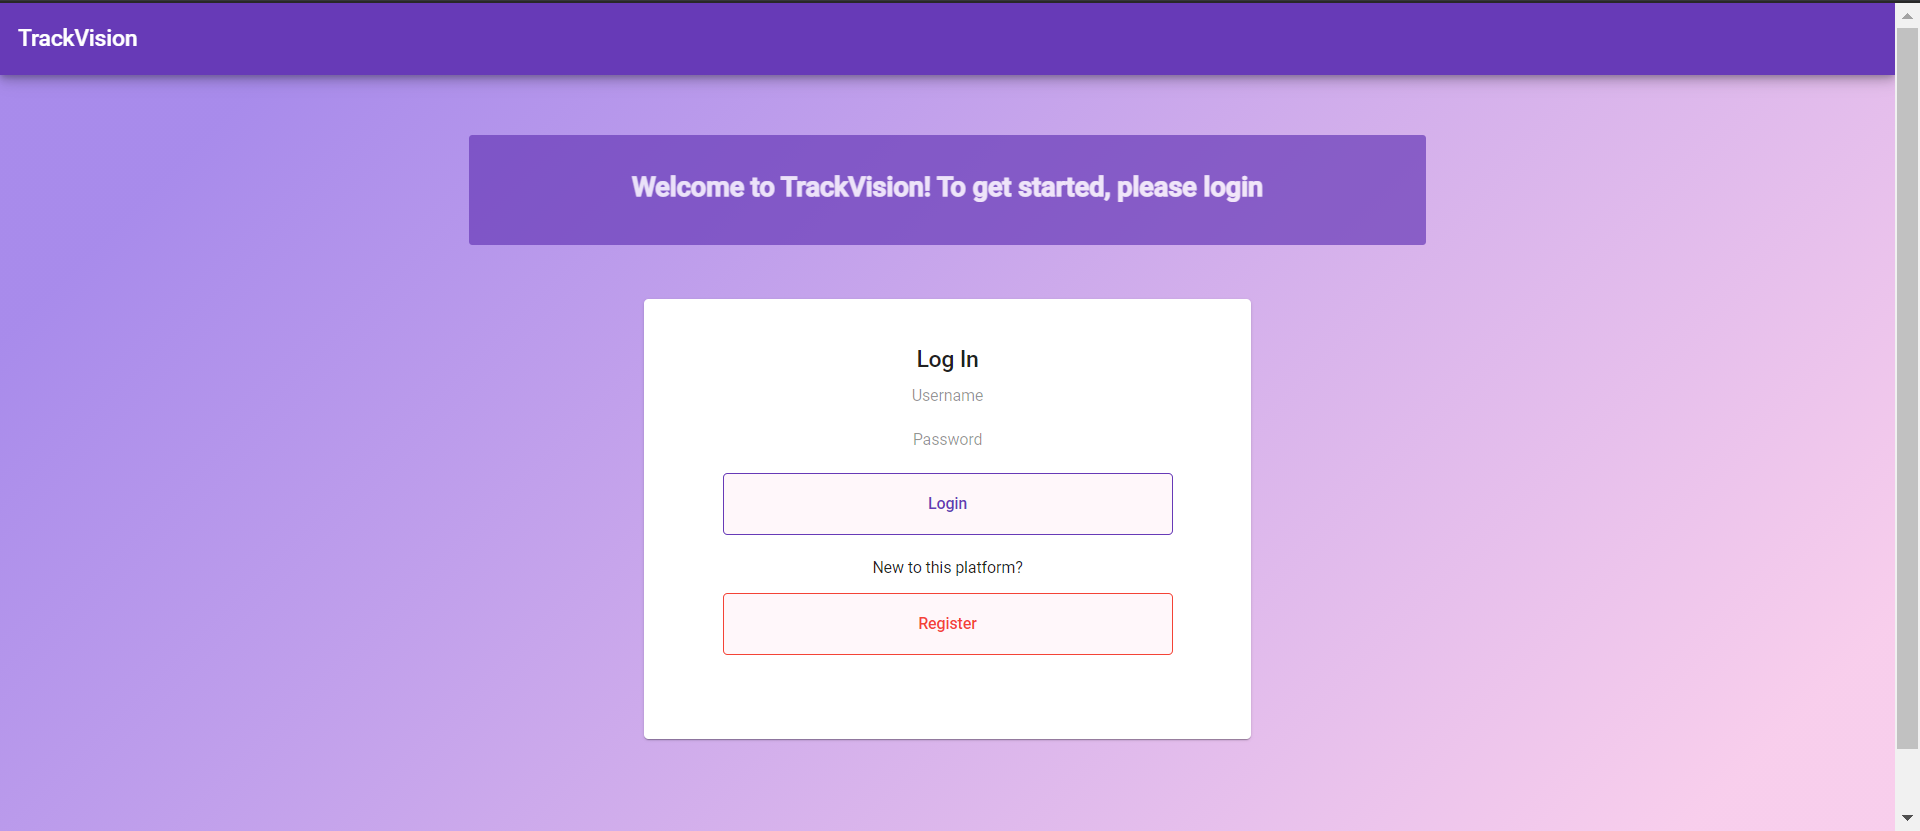 TrackVision
Welcome to TrackVision! To get started, please login
Log In
Username
Password
Login
New to this platform?
Register